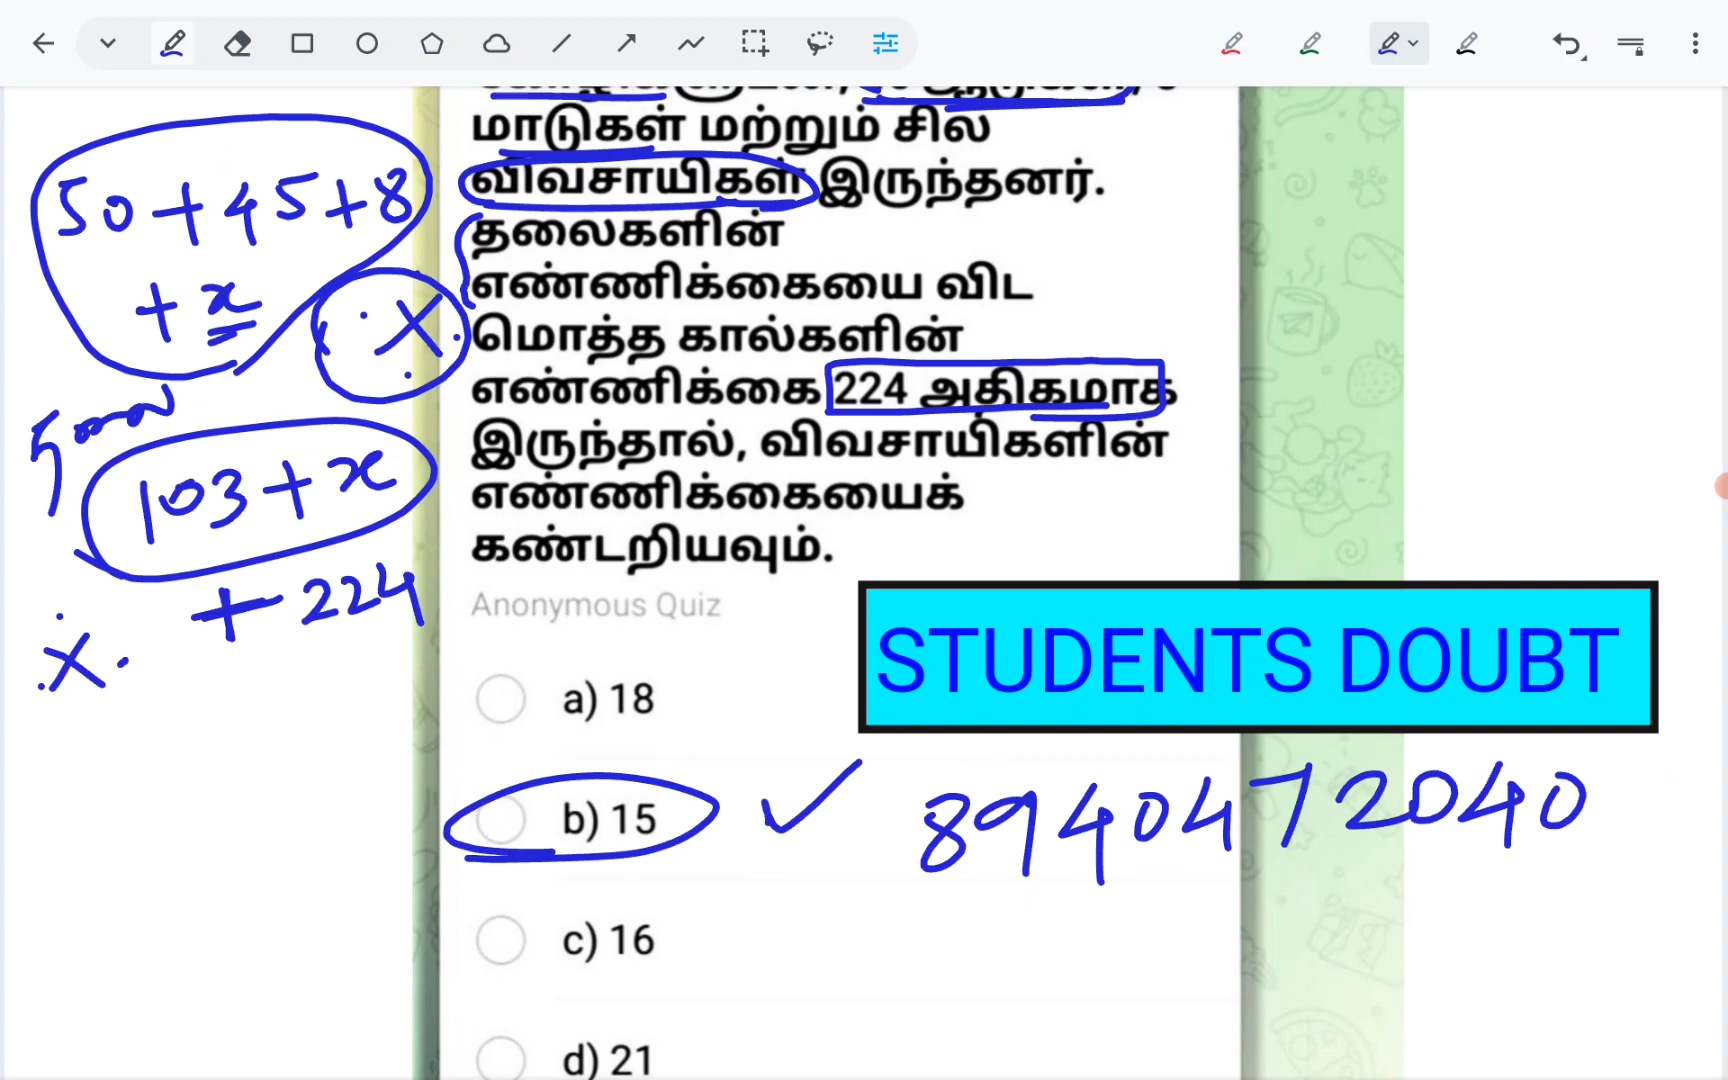 மாடுகள் மற்றும் சில
விவசாயிகள் இருந்தனர்.
தலைகளின்
எண்ணிக்கையை விட
மொத்த கால்களின்
எண்ணிக்கை 224 அதிகமாக
இருந்தால், விவசாயிகளின்
எண்ணிக்கையைக்
கண்டறியவும்.
Anonymous Quiz
a) 18
b) 15
c) 16
d) 21
50 + 45 + 8
+ x
103 + x
+ 224
STUDENTS DOUBT
8940472040